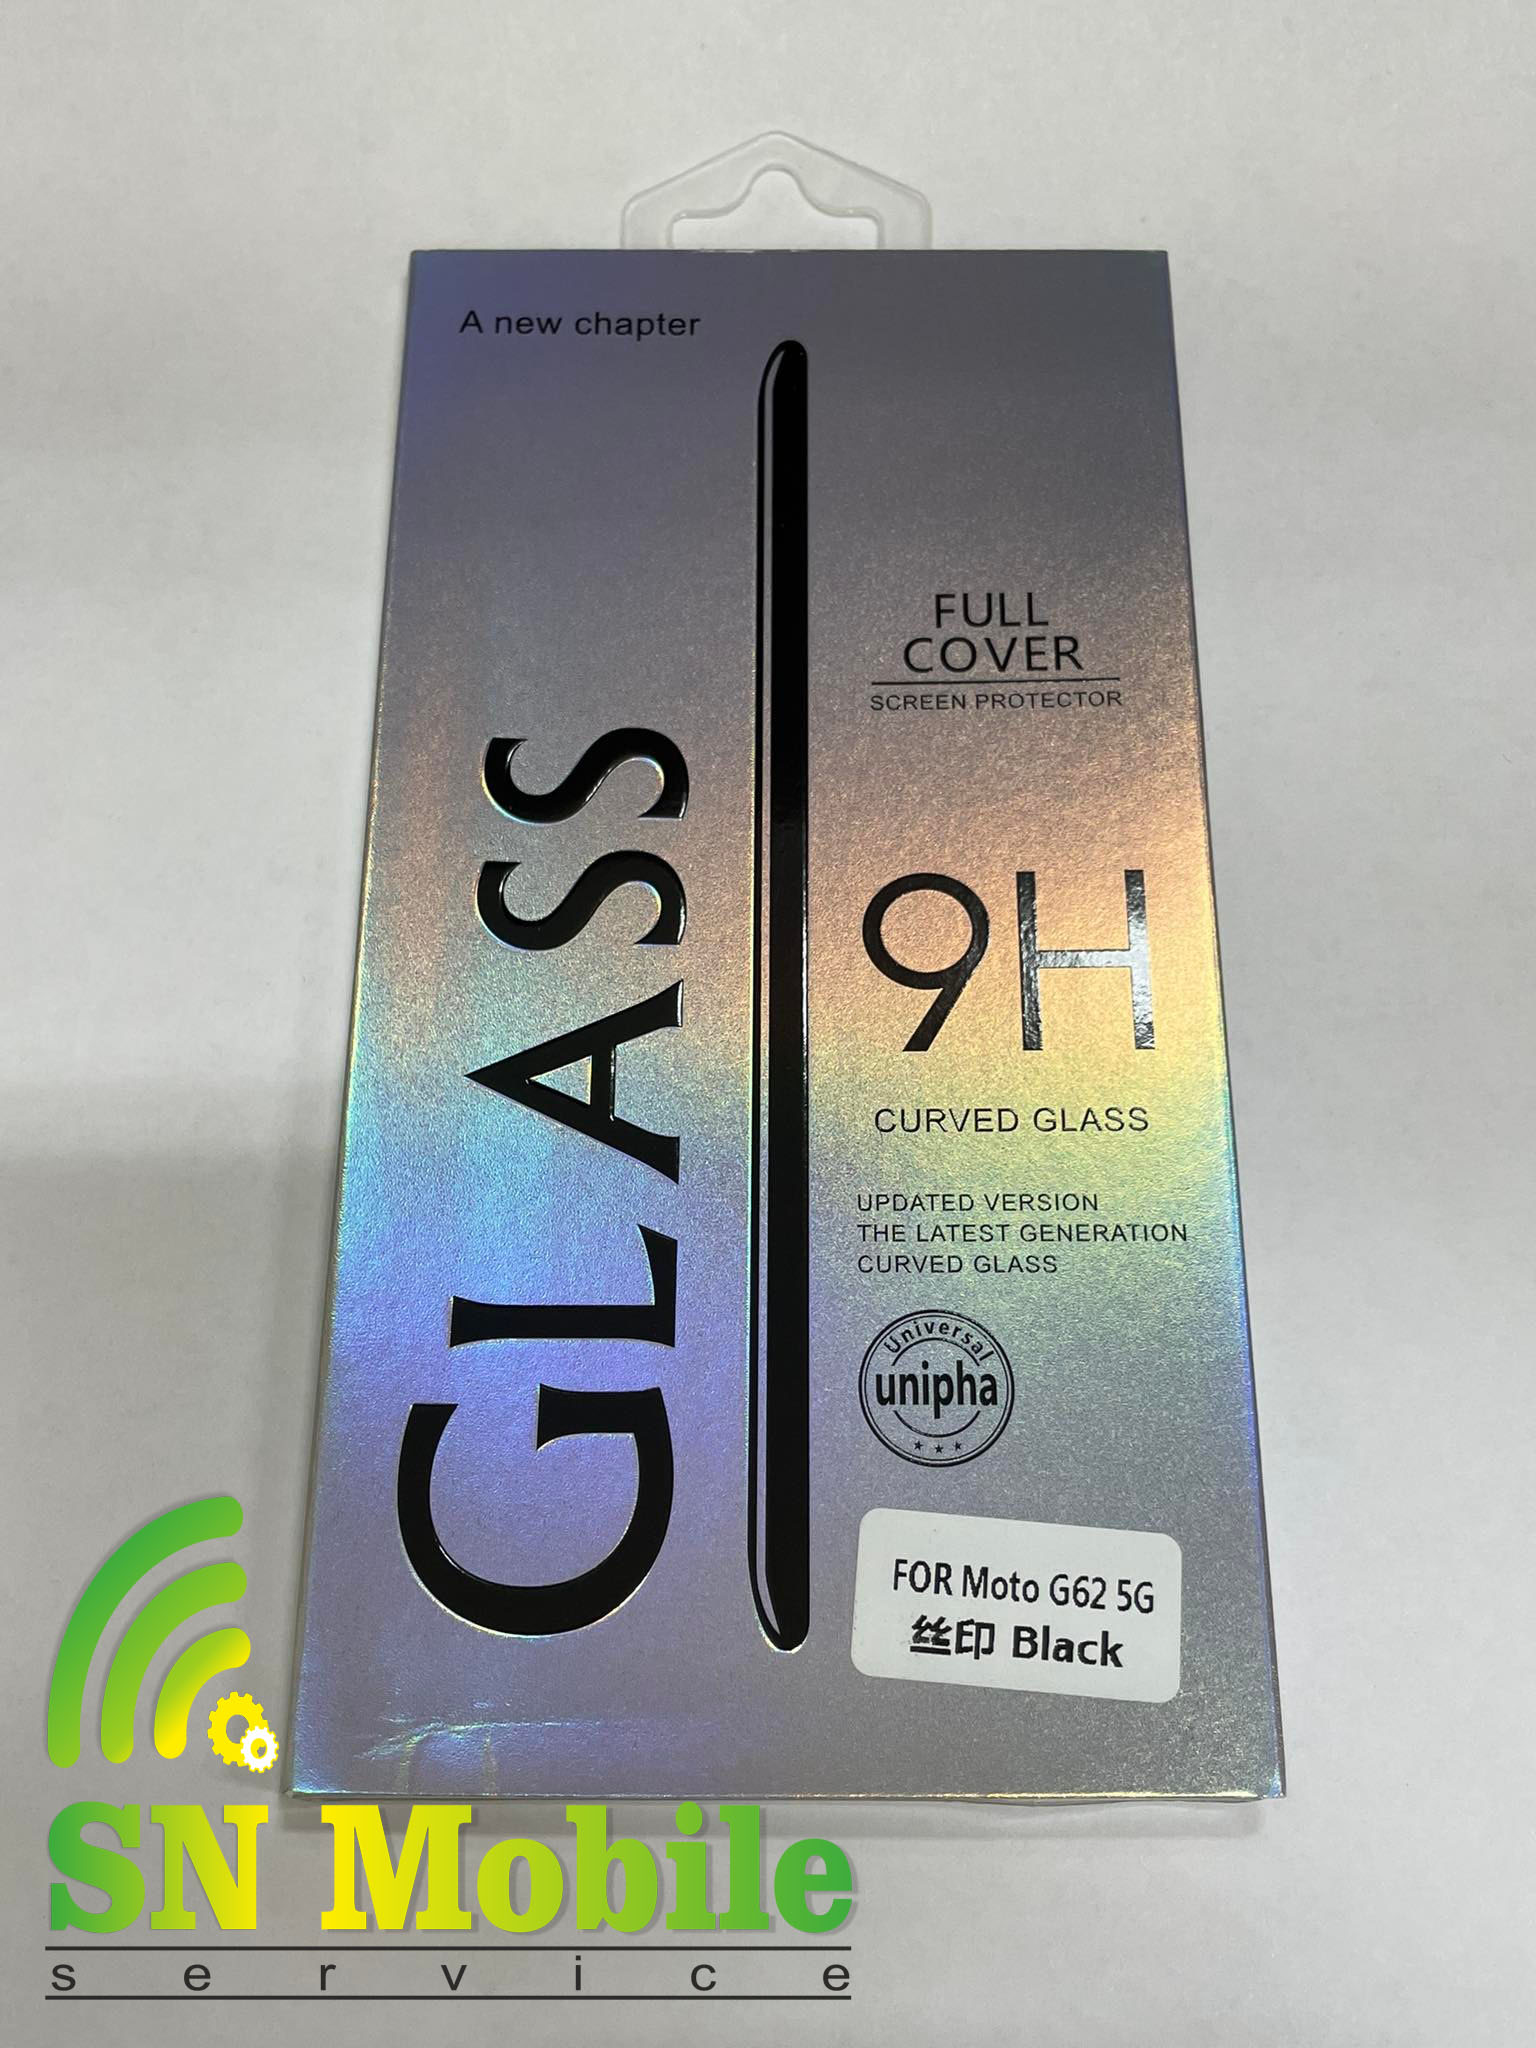 A new chapter
GLASS
FULL
COVER
SCREEN PROTECTOR
9H
CURVED GLASS
UPDATED VERSION
THE LATEST GENERATION
CURVED GLASS
Universal
unipha
FOR Moto G62 5G
丝印 Black
SN Mobile
service